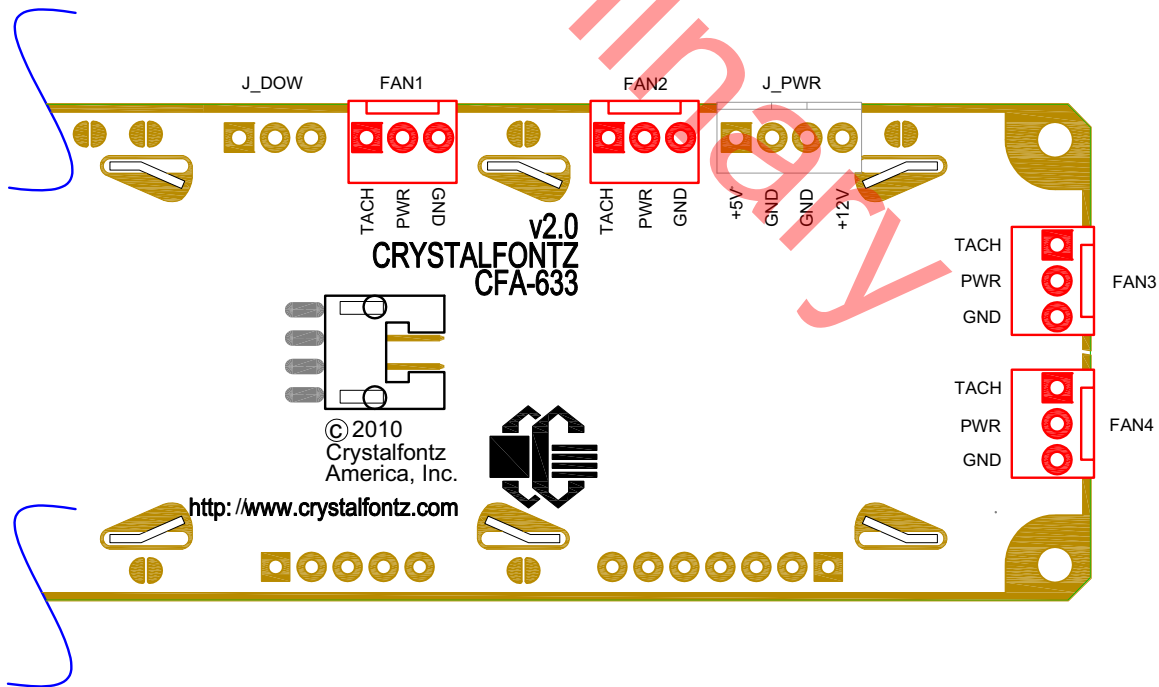 J_DOW
FAN1
FAN2
J_PWR
TACH
PWR
GND
TACH
PWR
GND
+5V
GND
GND
+12V
v2.0
CRYSTALFONTZ
CFA-633
TACH
PWR
GND
FAN3
TACH
PWR
GND
FAN4
© 2010
Crystalfontz
America, Inc.
http://www.crystalfontz.com